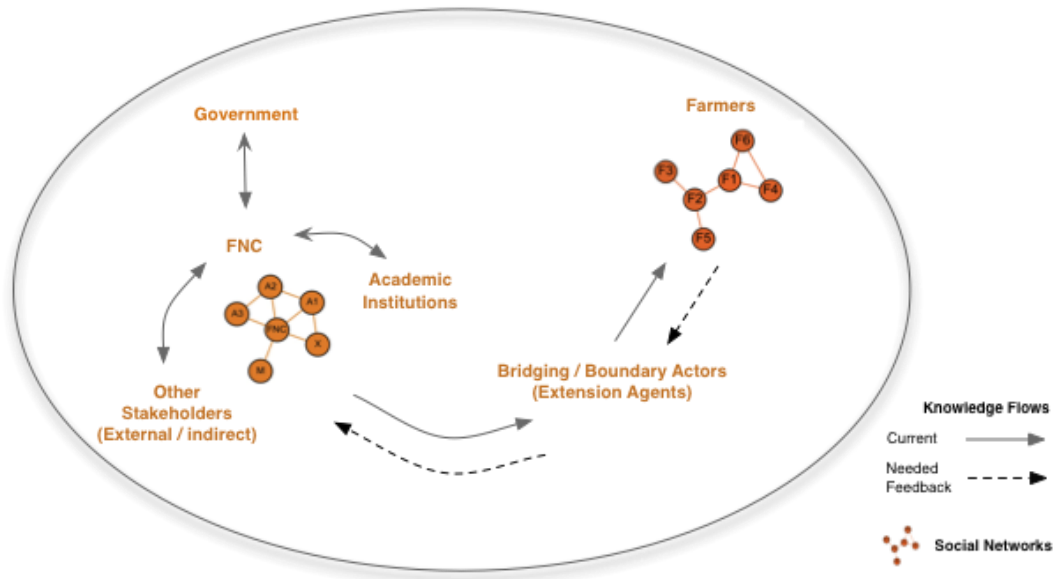 Government
Farmers
F6
F3
F1
F4
F2
F5
FNC
Academic
Institutions
A2
A1
A3
FNC
X
M
Bridging / Boundary Actors
(Extension Agents)
Other
Stakeholders
(External / indirect)
Knowledge Flows
Current
Needed
Feedback
Social Networks